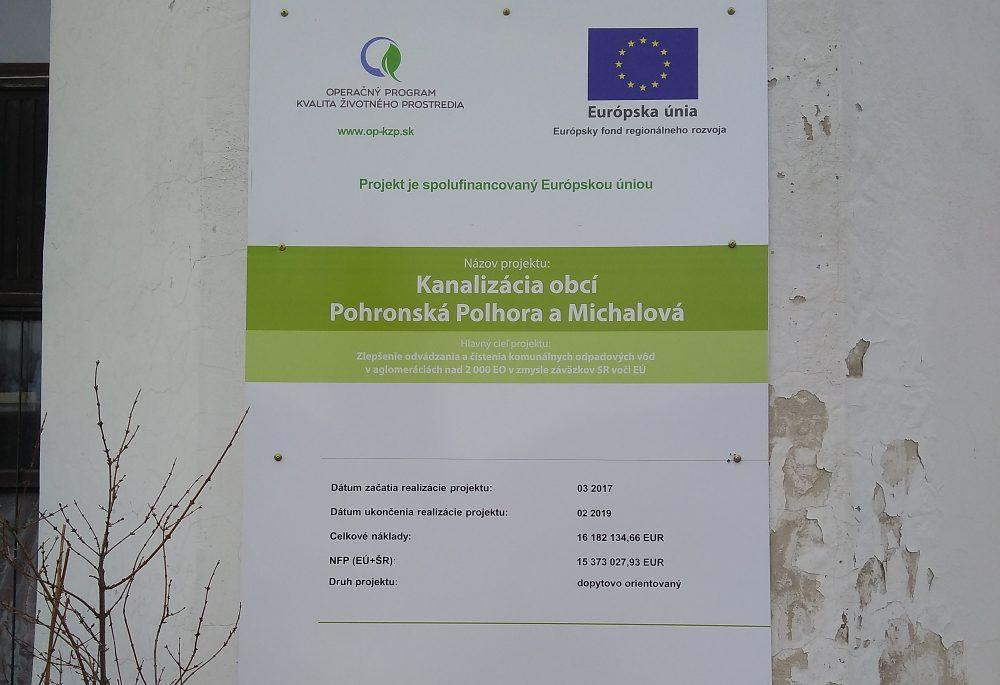 OPERAČNÝ PROGRAM
KVALITA ŽIVOTNÉHO PROSTREDIA
www.op-kzp.sk
Európska únia
Európsky fond regionálneho rozvoja
Projekt je spolufinancovaný Európskou úniou
Názov projektu:
Kanalizácia obcí
Pohronská Polhora a Michalová
Hlavný cieľ projektu:
Zlepšenie odvádzania a čistenia komunálnych odpadových vôd
v aglomeráciách nad 2 000 EO v zmysle záväzkov SR voči EÚ
Dátum začatia realizácie projektu: 03 2017
Dátum ukončenia realizácie projektu: 02 2019
Celkové náklady: 16 182 134,66 EUR
NFP (EÚ+ŠR): 15 373 027,93 EUR
Druh projektu: dopytovo orientovaný